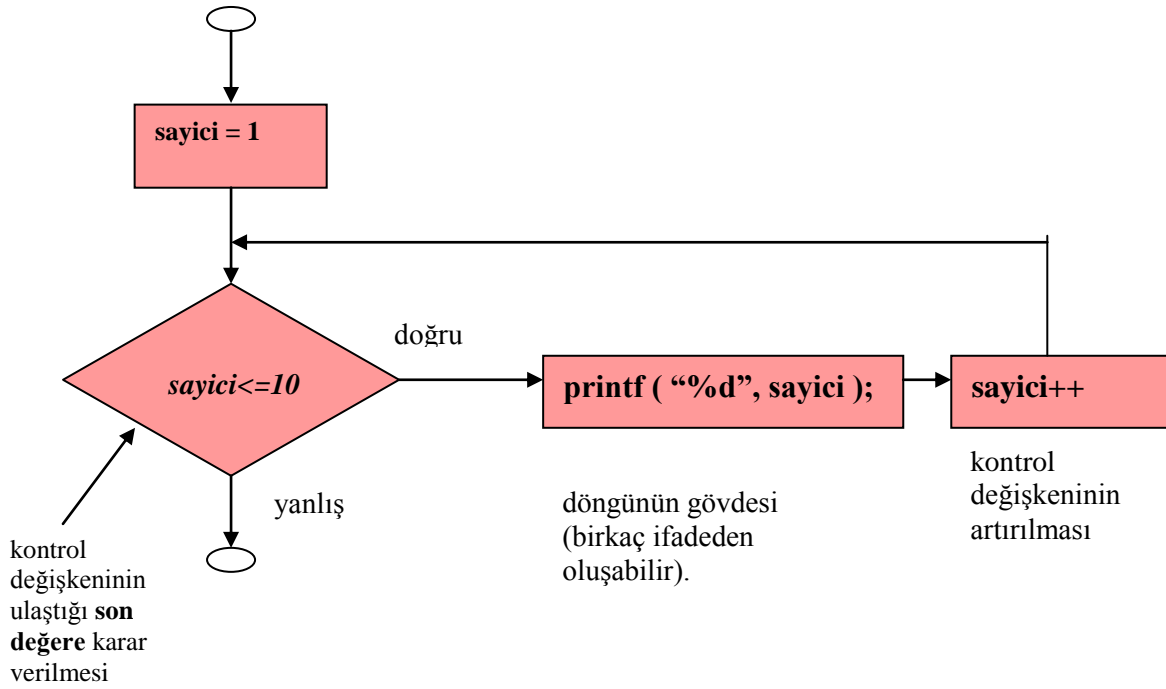 sayici = 1
doğru
sayici<=10
printf ( “%d”, sayici );
sayici++
yanlış
kontrol
değişkeninin
ulaştığı son
değere karar
verilmesi
döngünün gövdesi
(birkaç ifadeden
oluşabilir).
kontrol
değişkeninin
artırılması